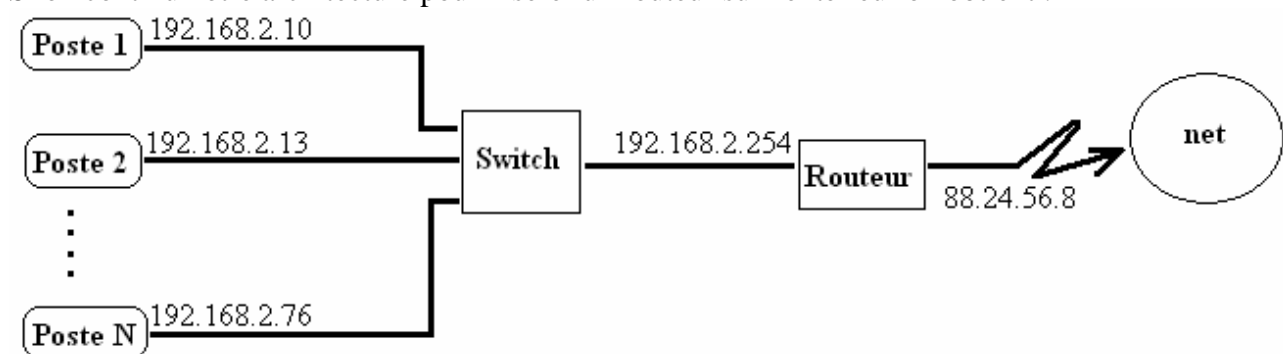 Poste 1
192.168.2.10
Poste 2
192.168.2.13
Switch
192.168.2.254
Routeur
88.24.56.8
net
Poste N
192.168.2.76